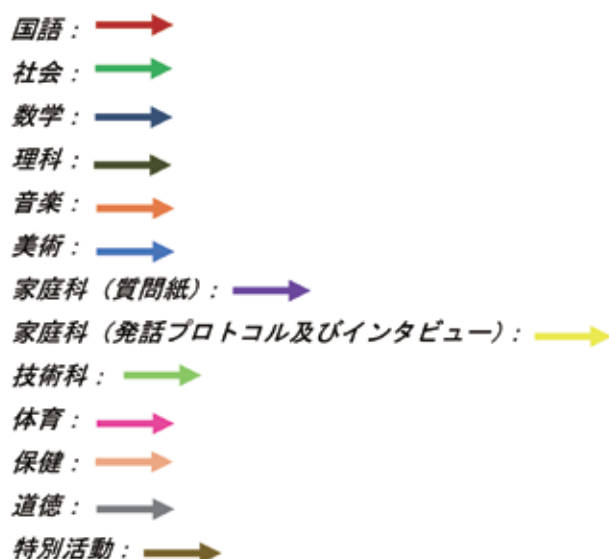 国語：
社会：
数学：
理科：
音楽：
美術：
家庭科（質問紙）：
家庭科（発話プロトコル及びインタビュー）：
技術科：
体育：
保健：
道徳：
特別活動：